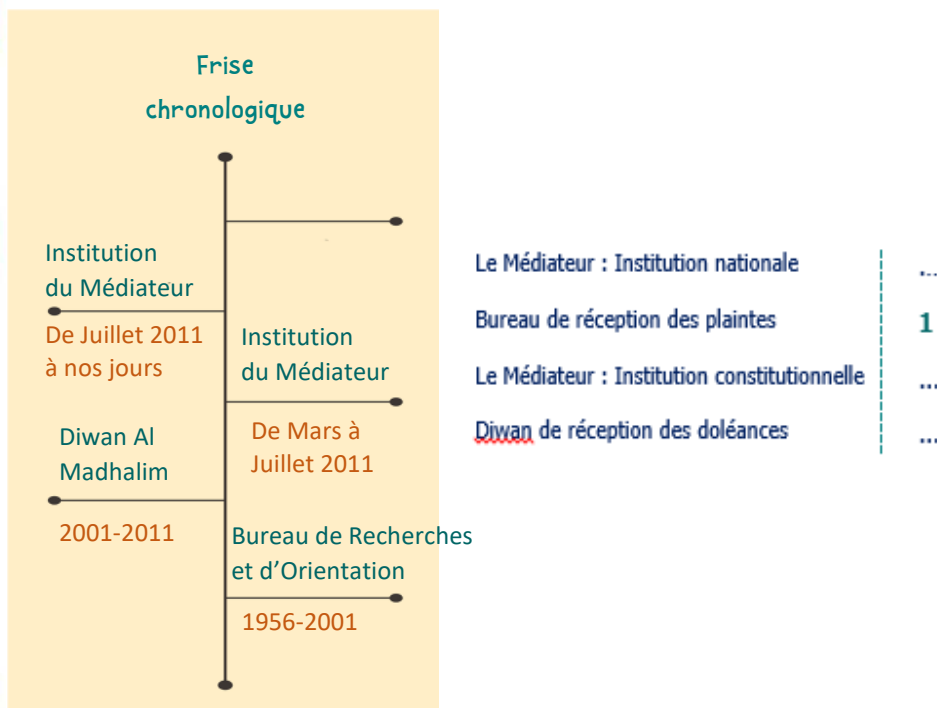 Frise
chronologique
Institution
du Médiateur
De Juillet 2011
à nos jours
Institution
du Médiateur
De Mars à
Juillet 2011
Diwan Al
Madhalim
2001-2011
Bureau de Recherches
et d’Orientation
1956-2001
Le Médiateur : Institution nationale ...
Bureau de réception des plaintes 1
Le Médiateur : Institution constitutionnelle ...
Diwan de réception des doléances ...